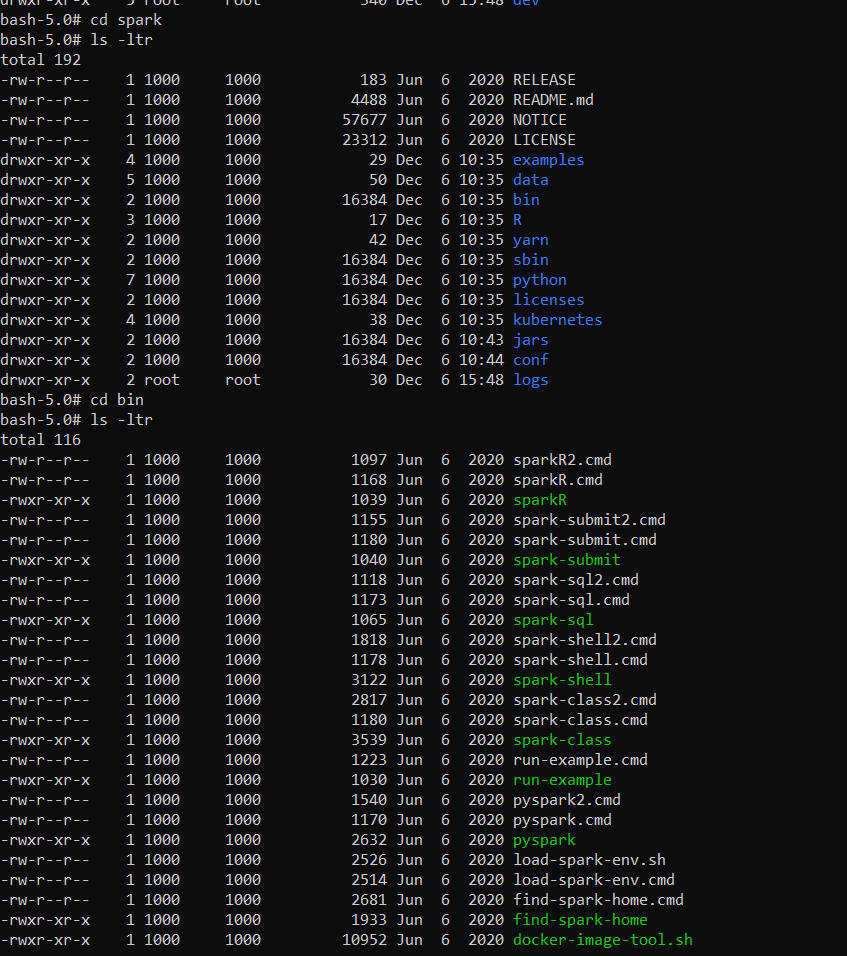 drwxr-xr-x    5 root     root           340 Dec  6 15:48 dev
bash-5.0# cd spark
bash-5.0# ls -ltr
total 192
-rw-r--r--    1 1000     1000           183 Jun  6  2020 RELEASE
-rw-r--r--    1 1000     1000          4488 Jun  6  2020 README.md
-rw-r--r--    1 1000     1000         57677 Jun  6  2020 NOTICE
-rw-r--r--    1 1000     1000         23312 Jun  6  2020 LICENSE
drwxr-xr-x    4 1000     1000            29 Dec  6 10:35 examples
drwxr-xr-x    5 1000     1000            50 Dec  6 10:35 data
drwxr-xr-x    2 1000     1000         16384 Dec  6 10:35 bin
drwxr-xr-x    3 1000     1000            17 Dec  6 10:35 R
drwxr-xr-x    2 1000     1000            42 Dec  6 10:35 yarn
drwxr-xr-x    2 1000     1000         16384 Dec  6 10:35 sbin
drwxr-xr-x    7 1000     1000         16384 Dec  6 10:35 python
drwxr-xr-x    2 1000     1000         16384 Dec  6 10:35 licenses
drwxr-xr-x    4 1000     1000            38 Dec  6 10:35 kubernetes
drwxr-xr-x    2 1000     1000         16384 Dec  6 10:43 jars
drwxr-xr-x    2 1000     1000         16384 Dec  6 10:44 conf
drwxr-xr-x    2 root     root            30 Dec  6 15:48 logs
bash-5.0# cd bin
bash-5.0# ls -ltr
total 116
-rw-r--r--    1 1000     1000          1097 Jun  6  2020 sparkR2.cmd
-rw-r--r--    1 1000     1000          1168 Jun  6  2020 sparkR.cmd
-rwxr-xr-x    1 1000     1000          1039 Jun  6  2020 sparkR
-rw-r--r--    1 1000     1000          1155 Jun  6  2020 spark-submit2.cmd
-rw-r--r--    1 1000     1000          1180 Jun  6  2020 spark-submit.cmd
-rwxr-xr-x    1 1000     1000          1040 Jun  6  2020 spark-submit
-rw-r--r--    1 1000     1000          1118 Jun  6  2020 spark-sql2.cmd
-rw-r--r--    1 1000     1000          1173 Jun  6  2020 spark-sql.cmd
-rwxr-xr-x    1 1000     1000          1065 Jun  6  2020 spark-sql
-rw-r--r--    1 1000     1000          1818 Jun  6  2020 spark-shell2.cmd
-rw-r--r--    1 1000     1000          1178 Jun  6  2020 spark-shell.cmd
-rwxr-xr-x    1 1000     1000          3122 Jun  6  2020 spark-shell
-rw-r--r--    1 1000     1000          2817 Jun  6  2020 spark-class2.cmd
-rw-r--r--    1 1000     1000          1180 Jun  6  2020 spark-class.cmd
-rwxr-xr-x    1 1000     1000          3539 Jun  6  2020 spark-class
-rw-r--r--    1 1000     1000          1223 Jun  6  2020 run-example.cmd
-rwxr-xr-x    1 1000     1000          1030 Jun  6  2020 run-example
-rw-r--r--    1 1000     1000          1540 Jun  6  2020 pyspark2.cmd
-rw-r--r--    1 1000     1000          1170 Jun  6  2020 pyspark.cmd
-rwxr-xr-x    1 1000     1000          2632 Jun  6  2020 pyspark
-rw-r--r--    1 1000     1000          2526 Jun  6  2020 load-spark-env.sh
-rw-r--r--    1 1000     1000          2514 Jun  6  2020 load-spark-env.cmd
-rw-r--r--    1 1000     1000          2681 Jun  6  2020 find-spark-home.cmd
-rwxr-xr-x    1 1000     1000          1933 Jun  6  2020 find-spark-home
-rwxr-xr-x    1 1000     1000         10952 Jun  6  2020 docker-image-tool.sh